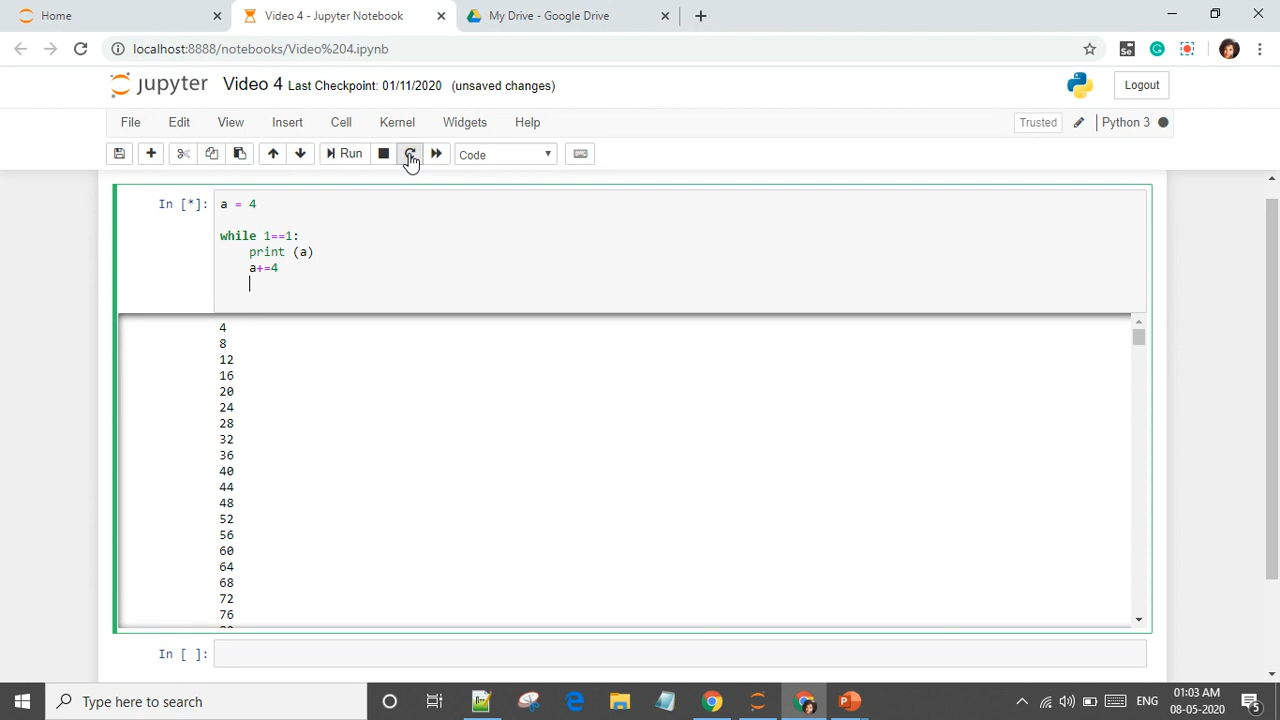 Home
Video 4 - Jupyter Notebook
My Drive - Google Drive
localhost:8888/notebooks/Video%204.ipynb
jupyter Video 4 Last Checkpoint: 01/11/2020 (unsaved changes)
Logout
File Edit View Insert Cell Kernel Widgets Help
Trusted
Python 3
Run
Code
In [*]:
a = 4
while 1==1:
print (a)
a+=4
4
8
12
16
20
24
28
32
36
40
44
48
52
56
60
64
68
72
76
In [ ]:
Type here to search
ENG
01:03 AM
08-05-2020
5